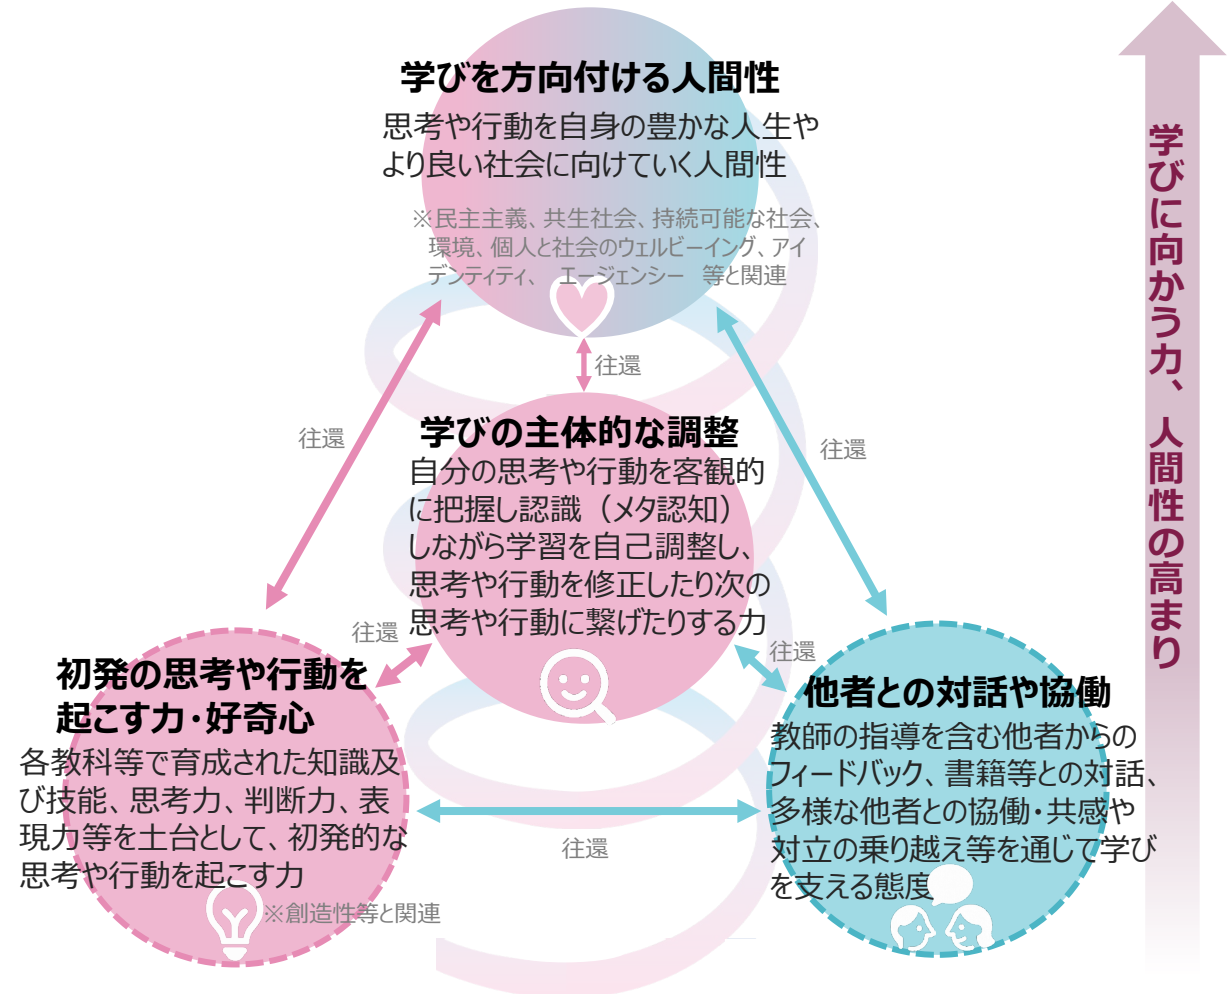 学びを方向付ける人間性
思考や行動を自身の豊かな人生や
より良い社会に向けていく人間性
※民主主義、共生社会、持続可能な社会、
環境、個人と社会のウェルビーイング、アイ
デンティティ、　エージェンシー　等と関連
往還
往還
往還
学びの主体的な調整
自分の思考や行動を客観的
に把握し認識（メタ認知）
しながら学習を自己調整し、
思考や行動を修正したり次の
思考や行動に繋げたりする力
往還
往還
初発の思考や行動を
起こす力・好奇心
各教科等で育成された知識及
び技能、思考力、判断力、表
現力等を土台として、初発的な
思考や行動を起こす力
※創造性等と関連
往還
他者との対話や協働
教師の指導を含む他者からの
フィードバック、書籍等との対話、
多様な他者との協働・共感や
対立の乗り越え等を通じて学び
を支える態度
学びに向かう力、人間性の高まり